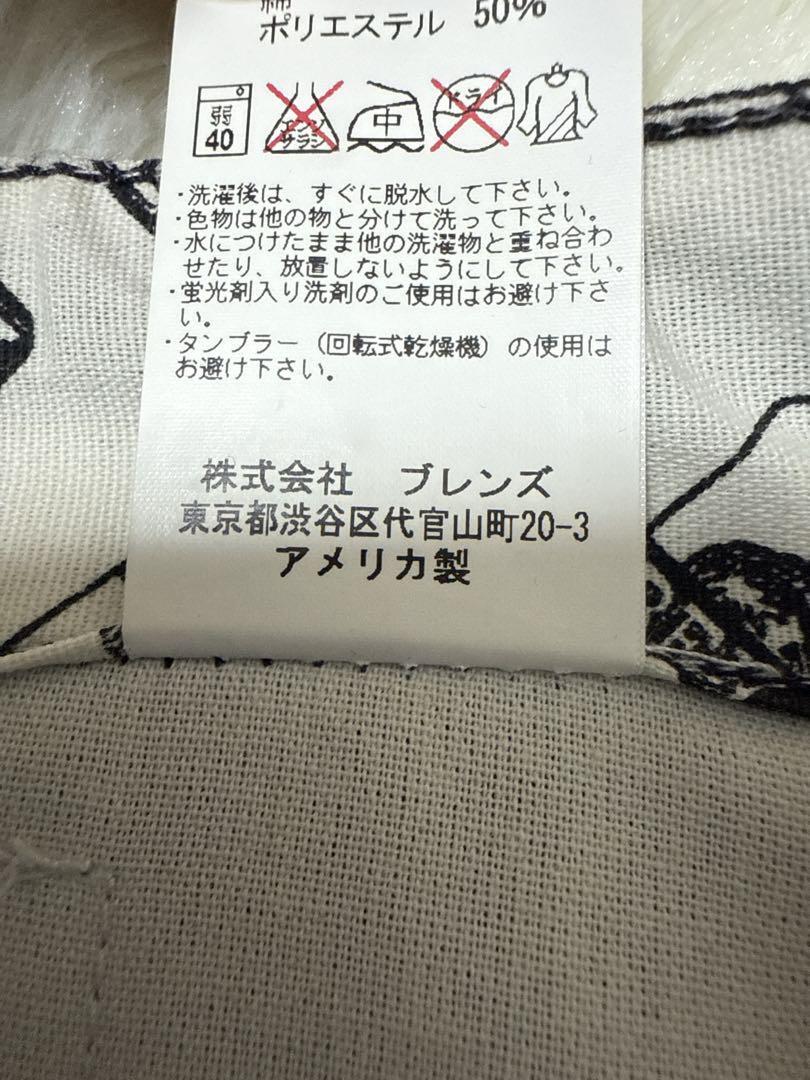 綿
ポリエステル 50%
弱
40
エンソ
サラシ
中
ドライ
・洗濯後は、すぐに脱水して下さい。
・色物は他の物と分けて洗って下さい。
・水につけたまま他の洗濯物と重ね合わ
せたり、放置しないようにして下さい。
・蛍光剤入り洗剤のご使用はお避け下さ
い。
・タンブラー（回転式乾燥機）の使用は
お避け下さい。
株式会社 ブレンズ
東京都渋谷区代官山町20-3
アメリカ製